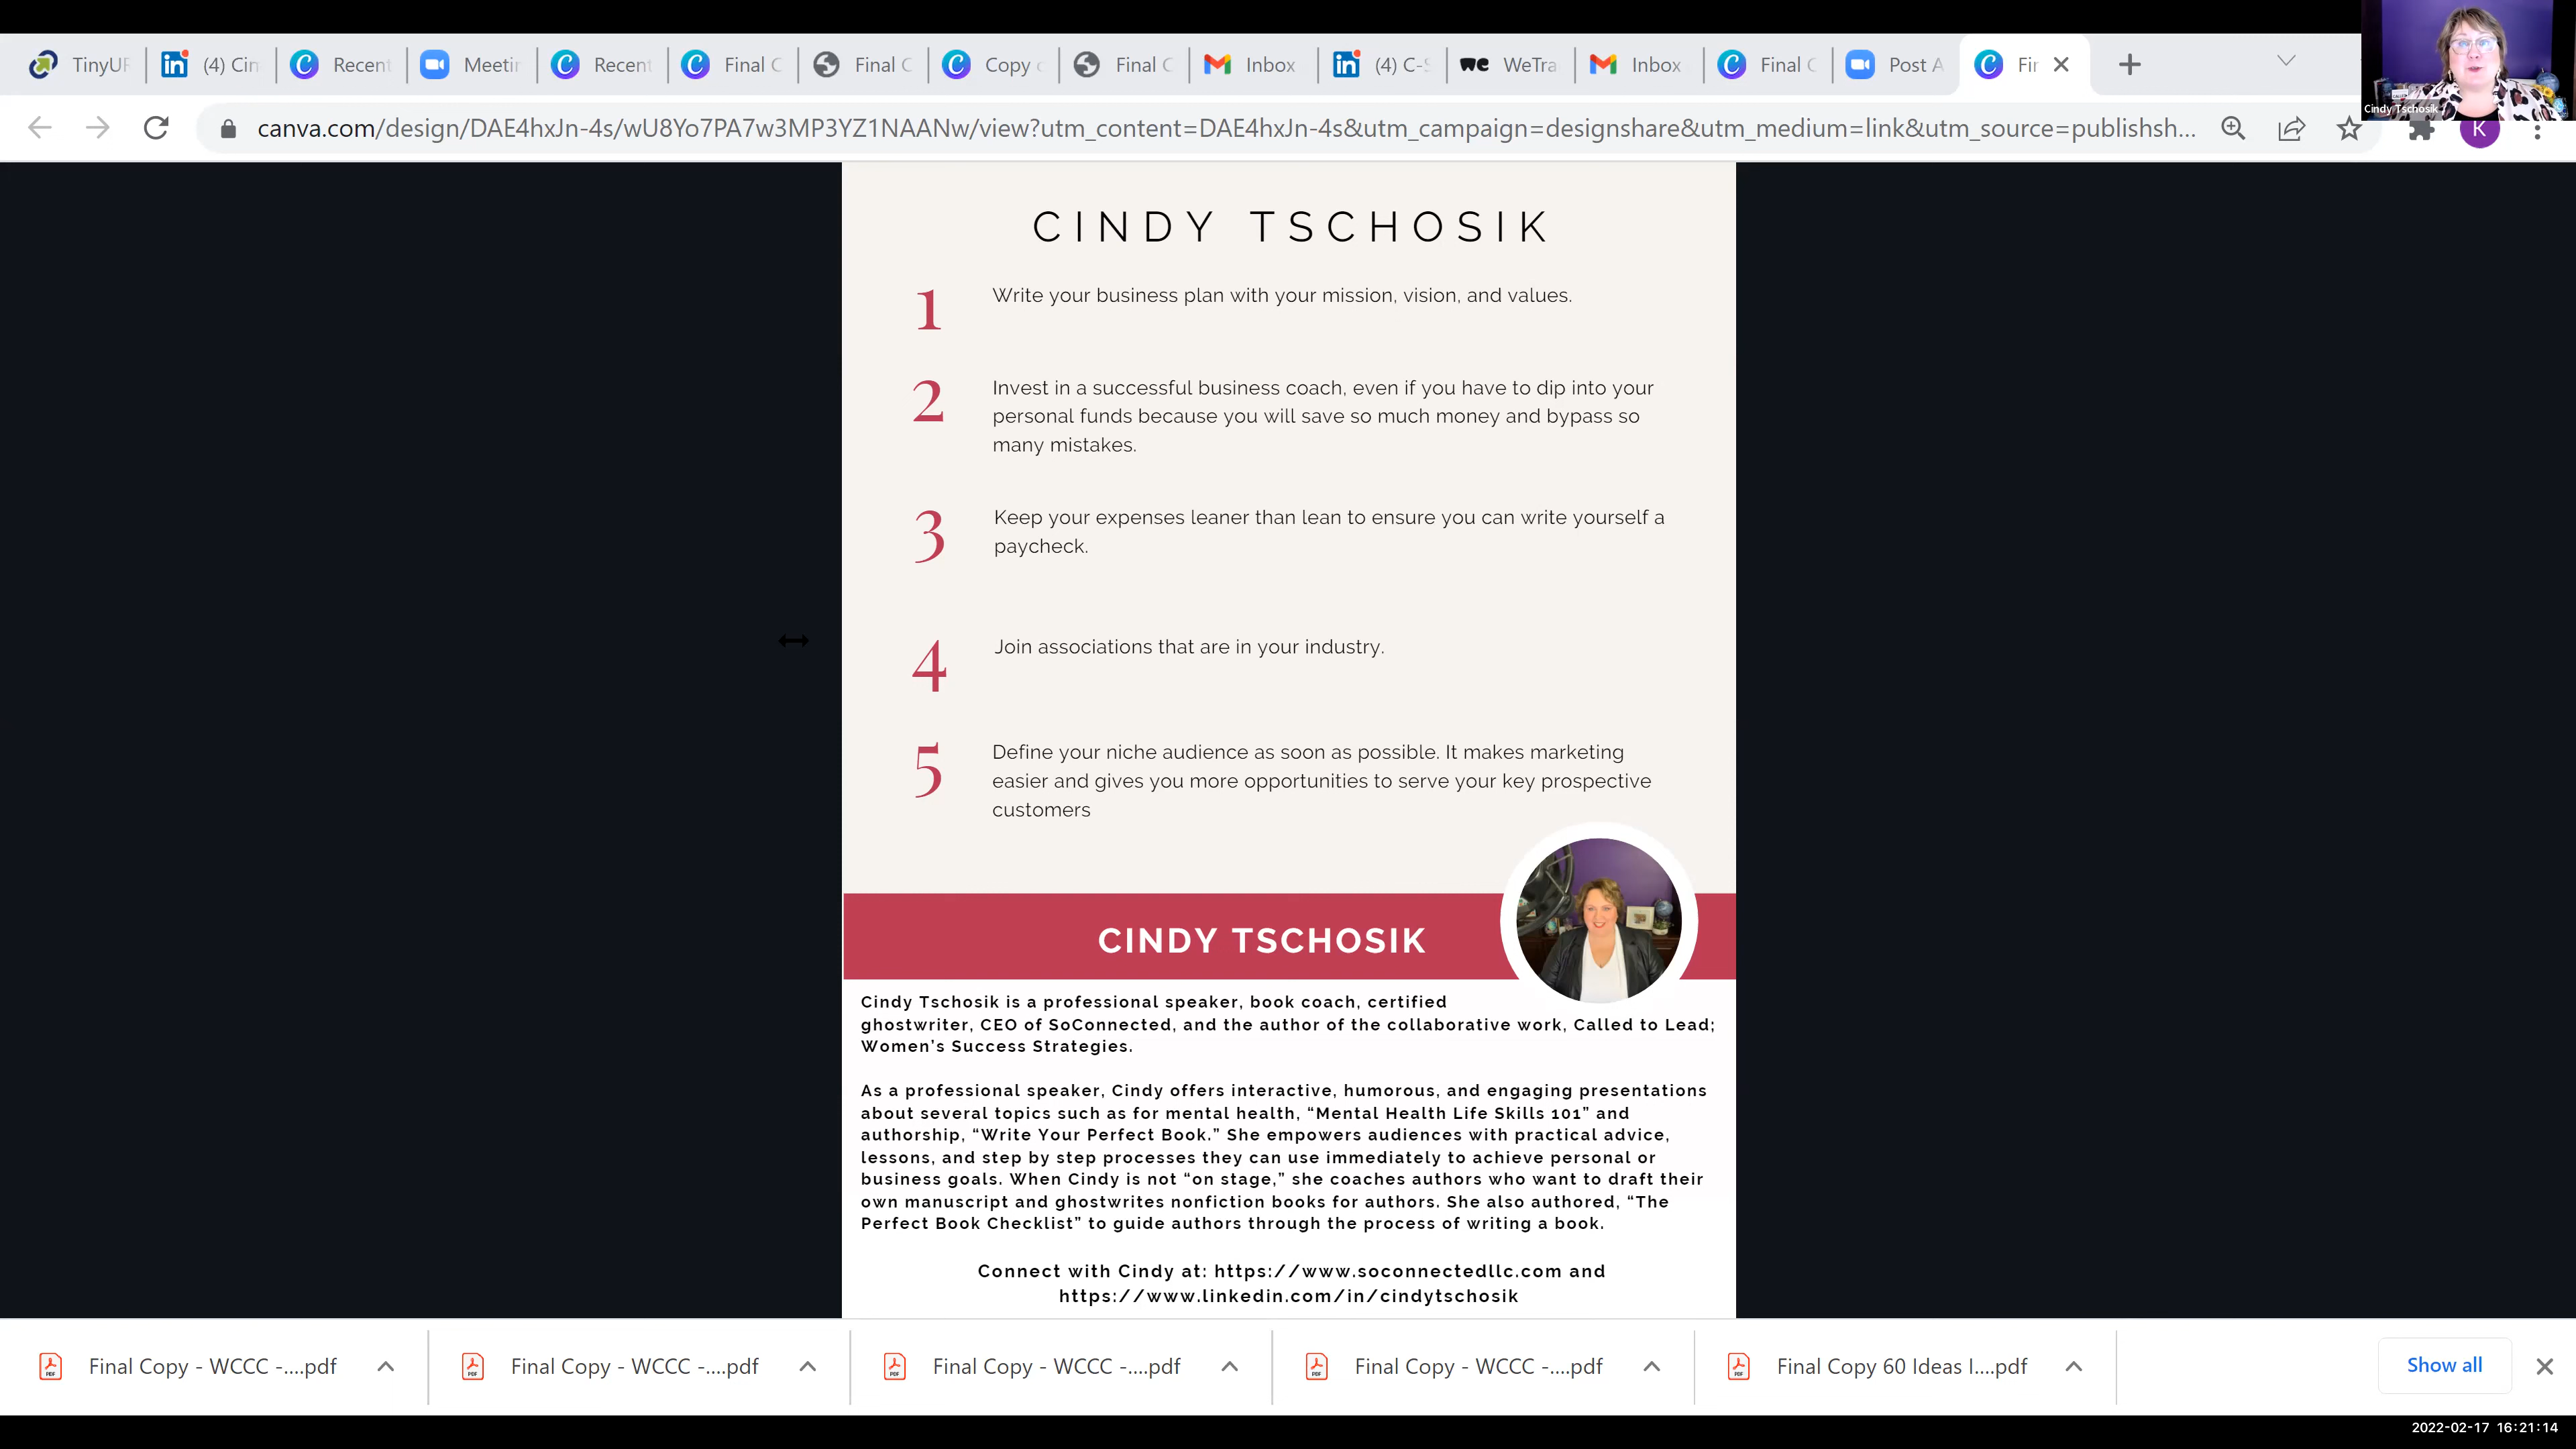 TinyUR
(4) Cin
Recent
Meetin
Recent
Final C
Final C
Copy o
Final C
Inbox
(4) C-S
we WeTra
Inbox
Final C
Post A
Fin
canva.com/design/DAE4hxJn-4s/wU8Yo7PA7w3MP3YZ1NAANw/view?utm_content=DAE4hxJn-4s&utm_campaign=designshare&utm_medium=link&utm_source=publishsh...
K
Cindy Tschosik
CINDY TSCHOSIK
1 Write your business plan with your mission, vision, and values.
2 Invest in a successful business coach, even if you have to dip into your
personal funds because you will save so much money and bypass so
many mistakes.
3 Keep your expenses leaner than lean to ensure you can write yourself a
paycheck.
4 Join associations that are in your industry.
5 Define your niche audience as soon as possible. It makes marketing
easier and gives you more opportunities to serve your key prospective
customers
CINDY TSCHOSIK
Cindy Tschosik is a professional speaker, book coach, certified
ghostwriter, CEO of SoConnected, and the author of the collaborative work, Called to Lead;
Women's Success Strategies.
As a professional speaker, Cindy offers interactive, humorous, and engaging presentations
about several topics such as for mental health, “Mental Health Life Skills 101” and
authorship, “Write Your Perfect Book.” She empowers audiences with practical advice,
lessons, and step by step processes they can use immediately to achieve personal or
business goals. When Cindy is not “on stage,” she coaches authors who want to draft their
own manuscript and ghostwrites nonfiction books for authors. She also authored, “The
Perfect Book Checklist” to guide authors through the process of writing a book.
Connect with Cindy at: https://www.soconnectedllc.com and
https://www.linkedin.com/in/cindytschosik
Final Copy - WCCC -....pdf
Final Copy - WCCC -....pdf
Final Copy - WCCC -....pdf
Final Copy - WCCC -....pdf
Final Copy 60 Ideas I....pdf
Show all
2022-02-17 16:21:14